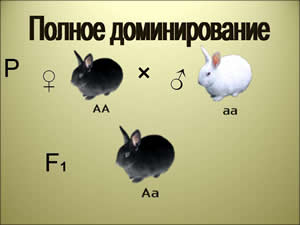 Полное доминирование
P ♀ × ♂
AA aa
F₁
Aa